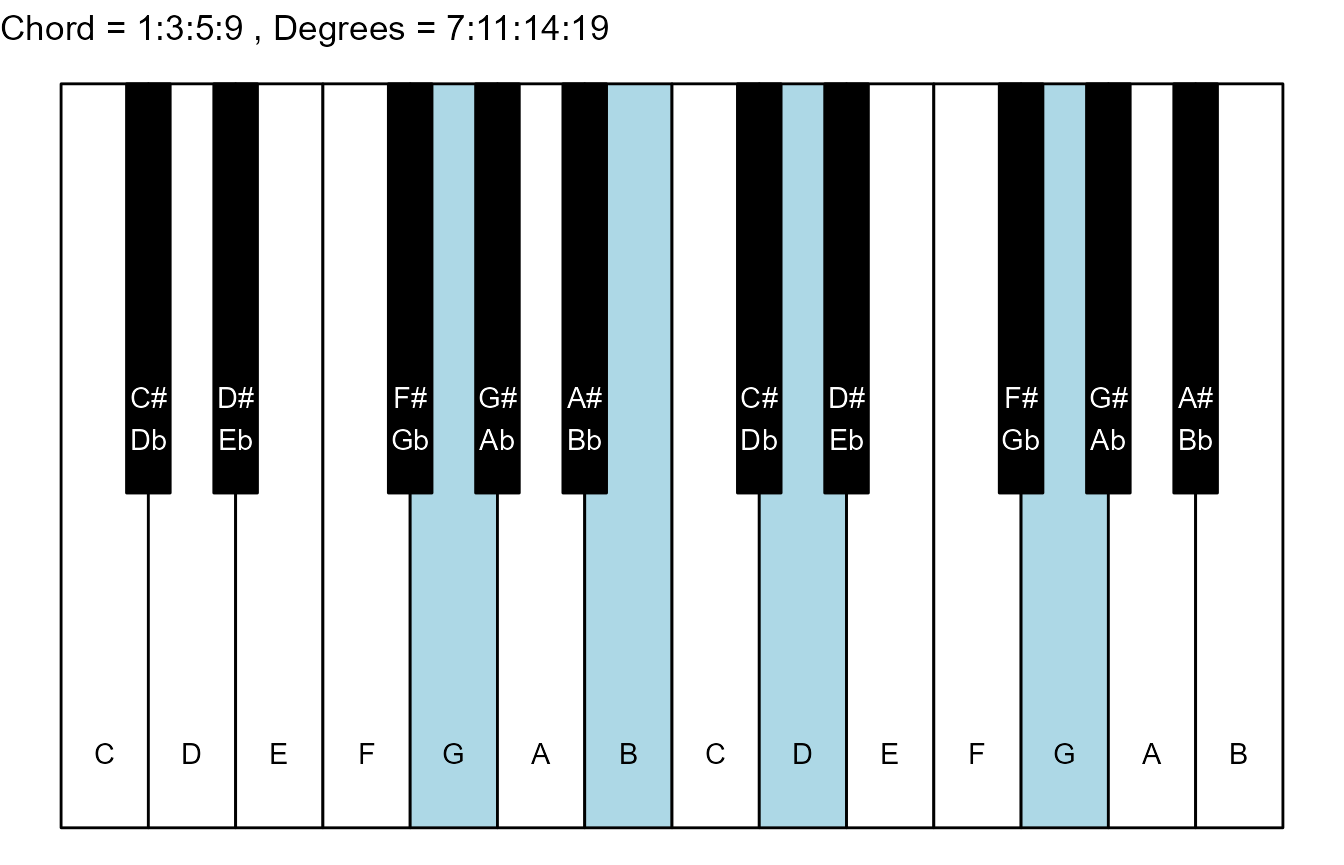 Chord = 1:3:5:9 , Degrees = 7:11:14:19
C# D# F# G# A# C# D# F# G# A#
Db Eb Gb Ab Bb Db Eb Gb Ab Bb
C D E F G A B C D E F G A B